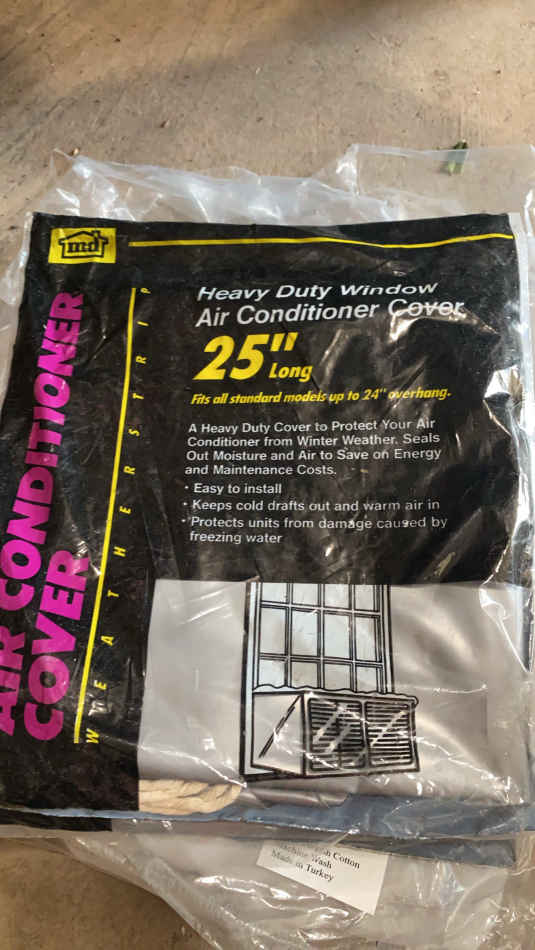 md
Heavy Duty Window
Air Conditioner Cover
25" Long
Fits all standard models up to 24" overhang.
A Heavy Duty Cover to Protect Your Air
Conditioner from Winter Weather. Seals
Out Moisture and Air to Save on Energy
and Maintenance Costs.
· Easy to install
· Keeps cold drafts out and warm air in
· Protects units from damage caused by
freezing water
AIR CONDITIONER
COVER
WEATHERSTRIP
Cotton
Wash
Made in Turkey